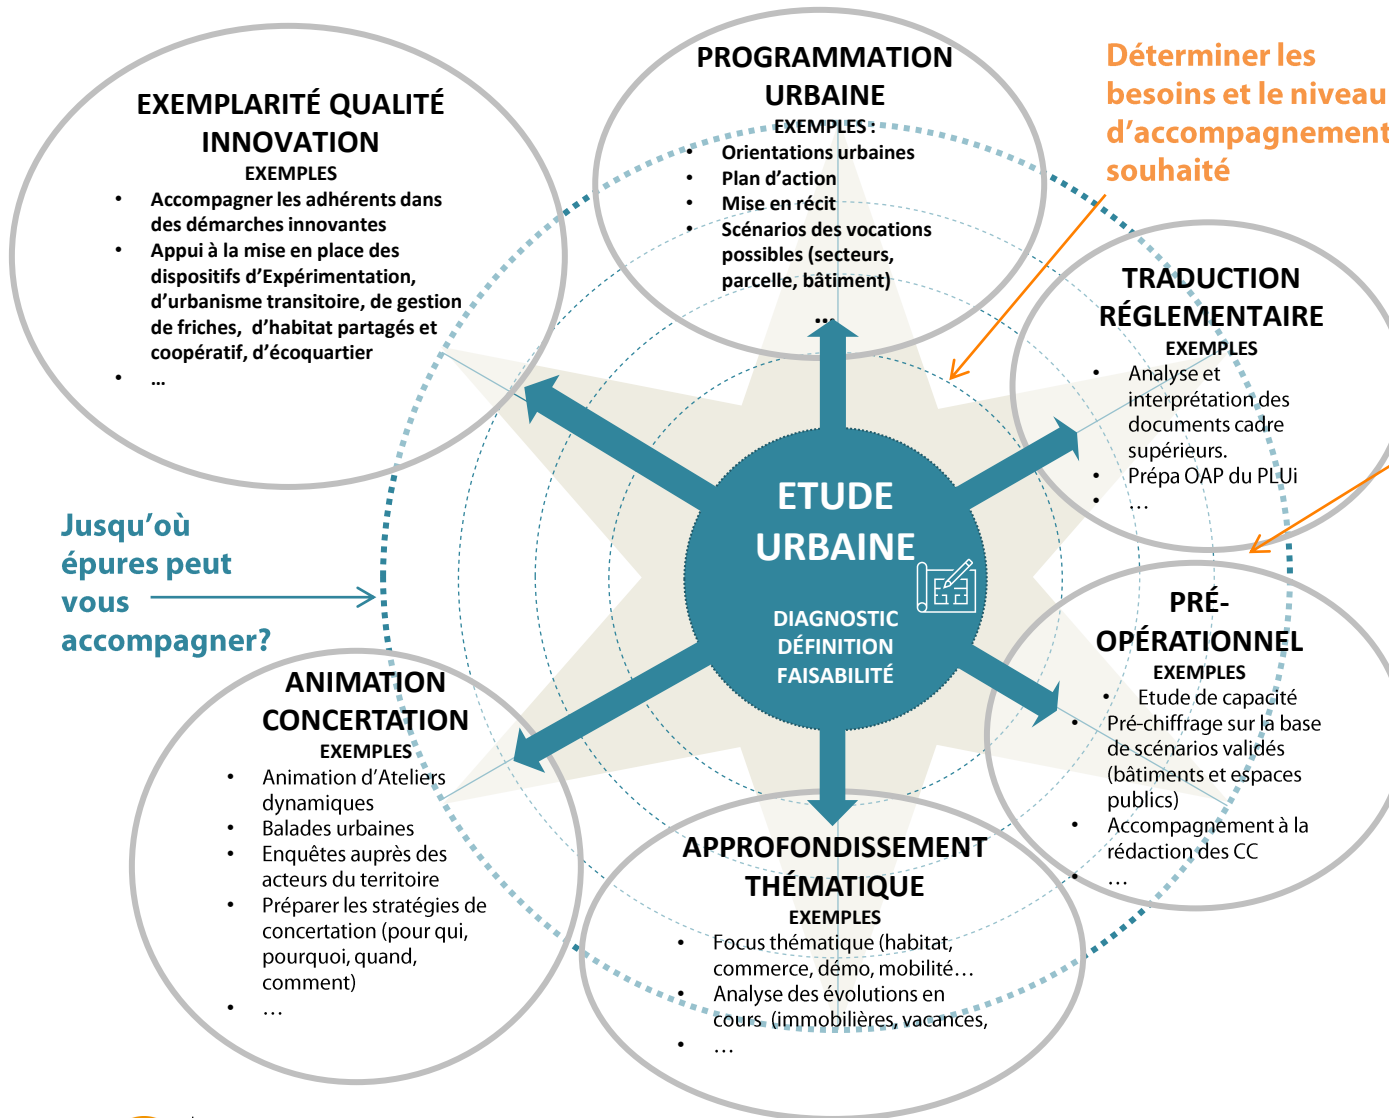 EXEMPLARITÉ QUALITÉ
INNOVATION
EXEMPLES
• Accompagner les adhérents dans
des démarches innovantes
• Appui à la mise en place des
dispositifs d’Expérimentation,
d’urbanisme transitoire, de gestion
de friches, d’habitat partagés et
coopératif, d’écoquartier
• ...
PROGRAMMATION
URBAINE
EXEMPLES :
• Orientations urbaines
• Plan d’action
• Mise en récit
• Scénarios des vocations
possibles (secteurs,
parcelle, bâtiment)
...
Déterminer les
besoins et le niveau
d’accompagnement
souhaité
TRADUCTION
RÉGLEMENTAIRE
EXEMPLES
• Analyse et
interprétation des
documents cadre
supérieurs.
• Prépa OAP du PLUi
• …
ETUDE
URBAINE
DIAGNOSTIC
DÉFINITION
FAISABILITÉ
Jusqu’où
épures peut
vous
accompagner?
PRÉ-
OPÉRATIONNEL
EXEMPLES
• Etude de capacité
• Pré-chiffrage sur la base
de scénarios validés
(bâtiments et espaces
publics)
• Accompagnement à la
rédaction des CC
• …
ANIMATION
CONCERTATION
EXEMPLES
• Animation d’Ateliers
dynamiques
• Balades urbaines
• Enquêtes auprès des
acteurs du territoire
• Préparer les stratégies de
concertation (pour qui,
pourquoi, quand,
comment)
• …
APPROFONDISSEMENT
THÉMATIQUE
EXEMPLES
• Focus thématique (habitat,
commerce, démo, mobilité…
• Analyse des évolutions en
cours (immobilières, vacances,
• …